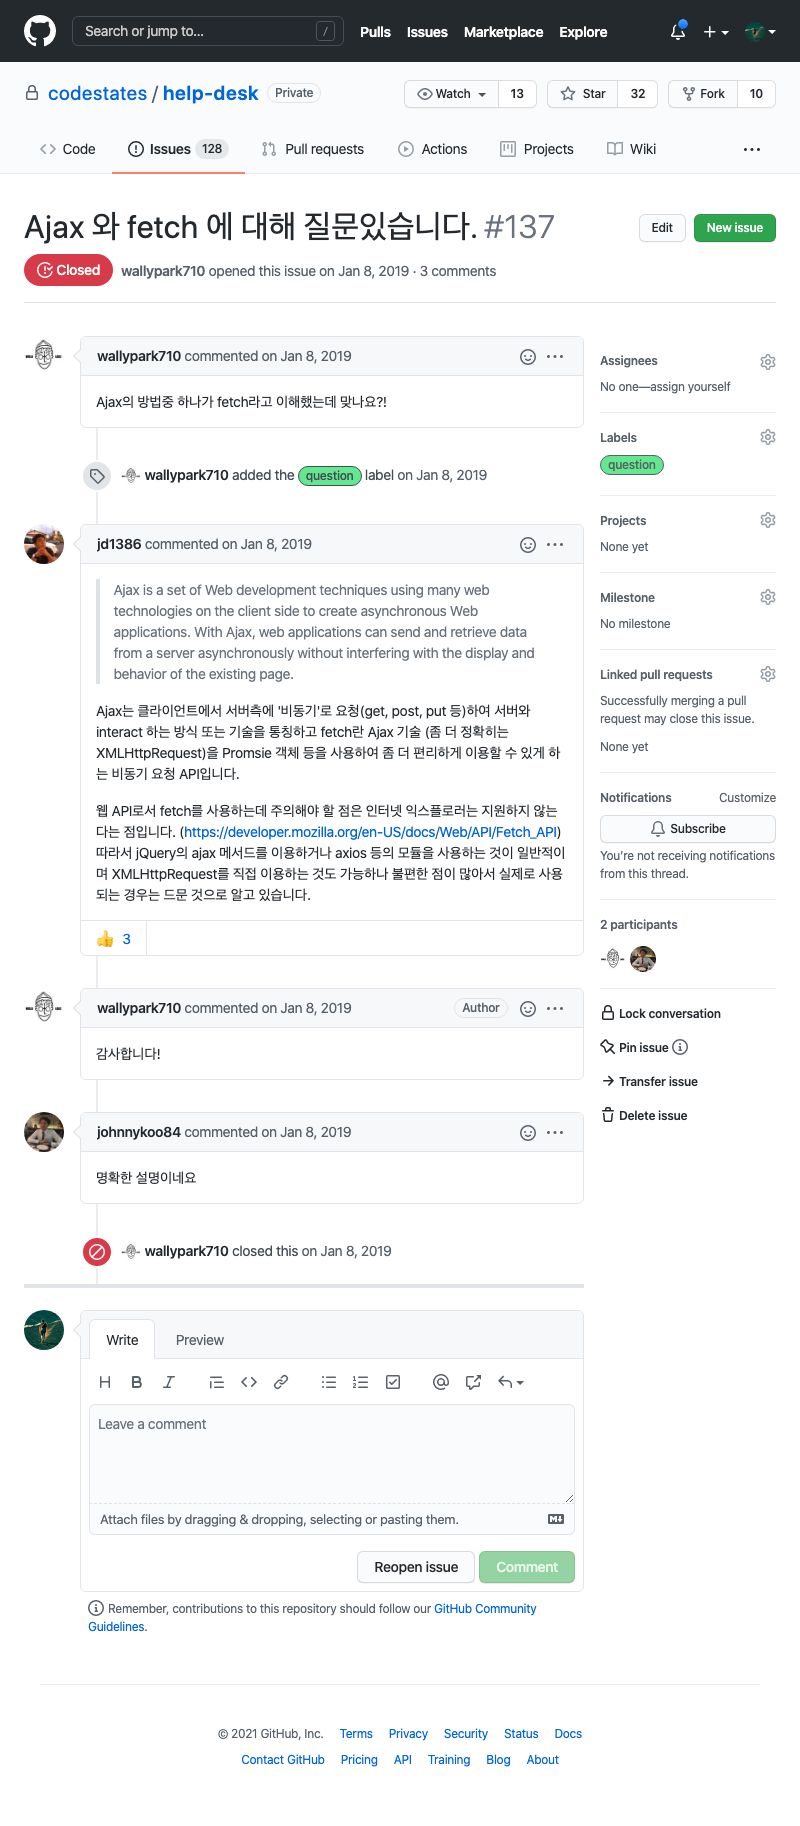 Search or jump to... /
Pulls Issues Marketplace Explore
codestates / help-desk Private
Watch 13 Star 32 Fork 10
Code Issues 128 Pull requests Actions Projects Wiki
Ajax 와 fetch 에 대해 질문있습니다. #137
Edit New issue
Closed wallypark710 opened this issue on Jan 8, 2019 · 3 comments
wallypark710 commented on Jan 8, 2019
Ajax의 방법중 하나가 fetch라고 이해했는데 맞나요?!
wallypark710 added the question label on Jan 8, 2019
jd1386 commented on Jan 8, 2019
Ajax is a set of Web development techniques using many web
technologies on the client side to create asynchronous Web
applications. With Ajax, web applications can send and retrieve data
from a server asynchronously without interfering with the display and
behavior of the existing page.
Ajax는 클라이언트에서 서버측에 '비동기'로 요청(get, post, put 등)하여 서버와
interact 하는 방식 또는 기술을 통칭하고 fetch란 Ajax 기술 (좀 더 정확히는
XMLHttpRequest)을 Promsie 객체 등을 사용하여 좀 더 편리하게 이용할 수 있게 하
는 비동기 요청 API입니다.
웹 API로서 fetch를 사용하는데 주의해야 할 점은 인터넷 익스플로러는 지원하지 않는
다는 점입니다. (https://developer.mozilla.org/en-US/docs/Web/API/Fetch_API)
따라서 jQuery의 ajax 메서드를 이용하거나 axios 등의 모듈을 사용하는 것이 일반적이
며 XMLHttpRequest를 직접 이용하는 것도 가능하나 불편한 점이 많아서 실제로 사용
되는 경우는 드문 것으로 알고 있습니다.
👍 3
wallypark710 commented on Jan 8, 2019 Author
감사합니다!
johnnykoo84 commented on Jan 8, 2019
명확한 설명이네요
wallypark710 closed this on Jan 8, 2019
Write Preview
H B I
Leave a comment
Attach files by dragging & dropping, selecting or pasting them.
Reopen issue Comment
Remember, contributions to this repository should follow our GitHub Community
Guidelines.
Assignees
No one—assign yourself
Labels
question
Projects
None yet
Milestone
No milestone
Linked pull requests
Successfully merging a pull
request may close this issue.
None yet
Notifications Customize
Subscribe
You're not receiving notifications
from this thread.
2 participants
Lock conversation
Pin issue
Transfer issue
Delete issue
© 2021 GitHub, Inc. Terms Privacy Security Status Docs
Contact GitHub Pricing API Training Blog About